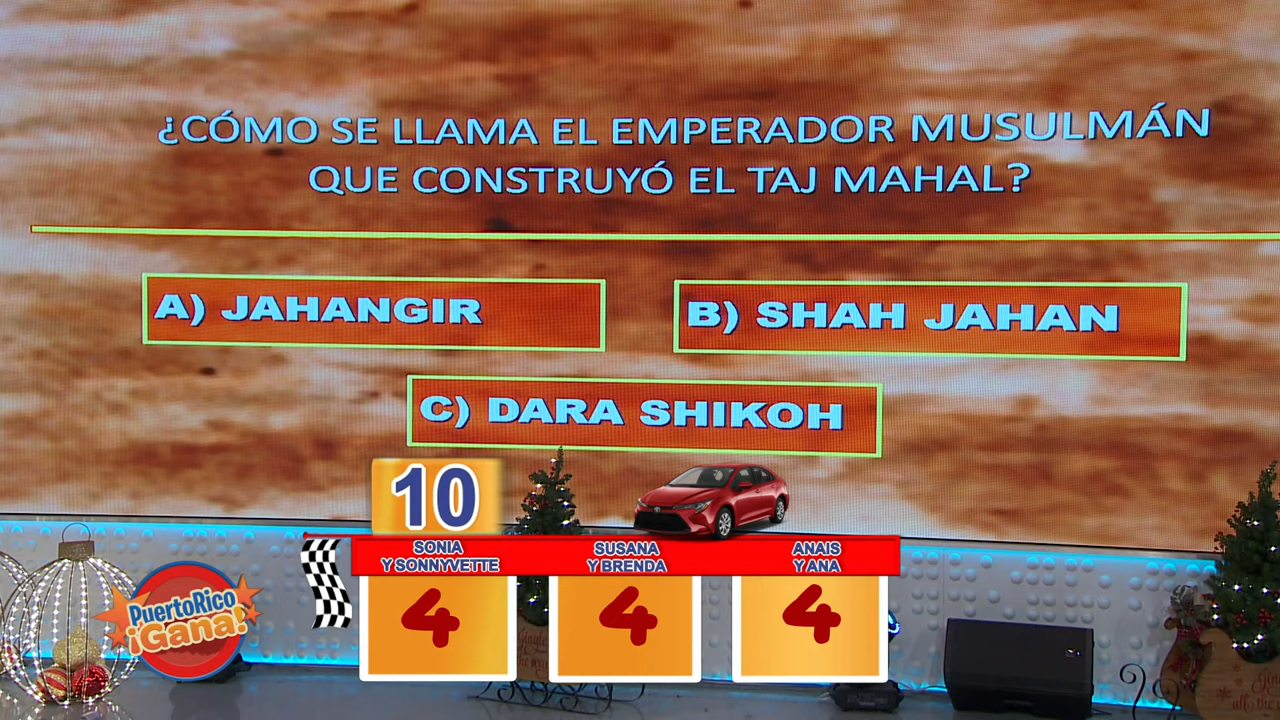 ¿CÓMO SE LLAMA EL EMPERADOR MUSULMÁN
QUE CONSTRUYÓ EL TAJ MAHAL?
A) JAHANGIR
B) SHAH JAHAN
C) DARA SHIKOH
10
SONIA
Y SONNYVETTE
SUSANA
Y BRENDA
ANAIS
Y ANA
4
4
4
PuertoRico
¡Gana!